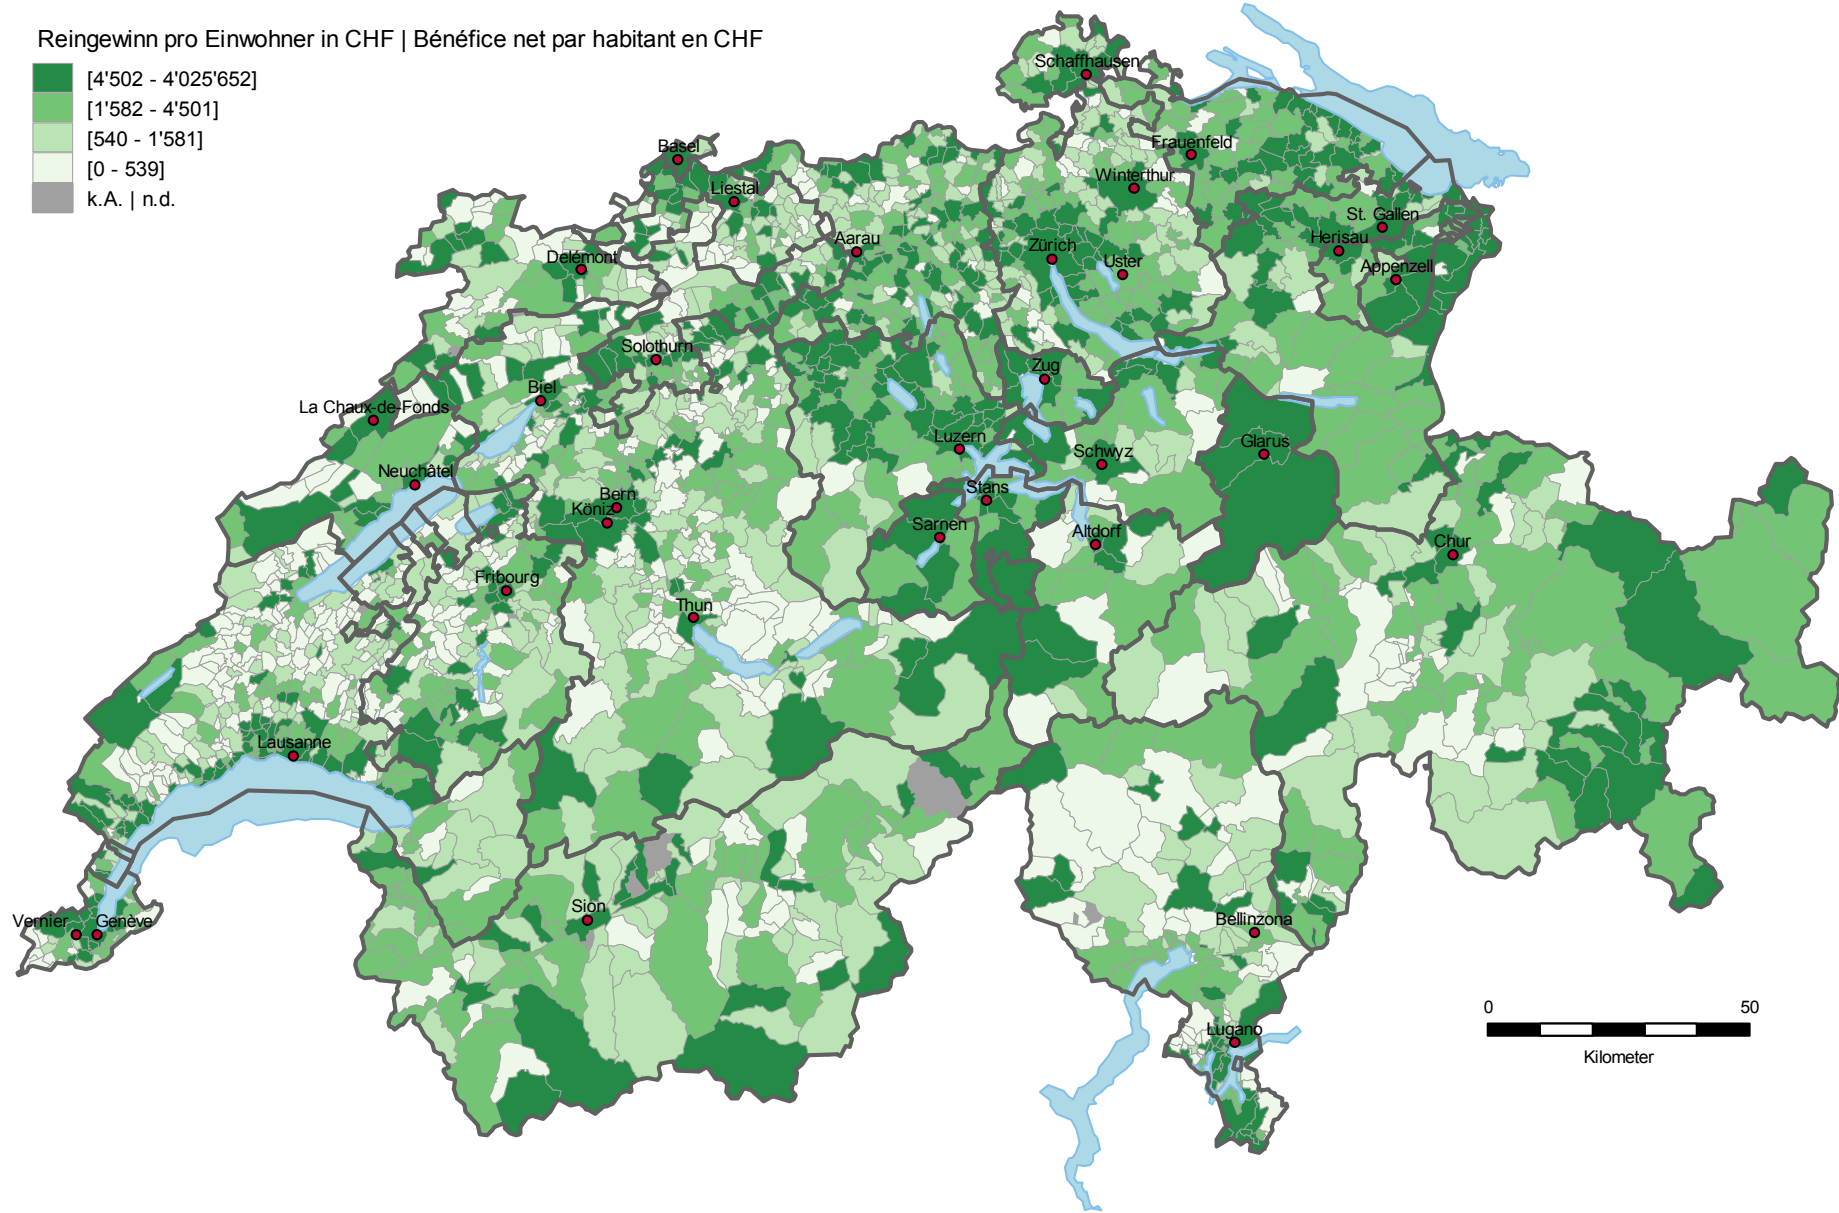 Reingewinn pro Einwohner in CHF | Bénéfice net par habitant en CHF
[4'502 - 4'025'652]
[1'582 - 4'501]
[540 - 1'581]
[0 - 539]
k.A. | n.d.
Schaffhausen
Basel
Frauenfeld
Liestal
Winterthur
St. Gallen
Aarau
Zürich
Herisau
Delémont
Uster
Appenzell
Solothurn
Zug
Biel
La Chaux-de-Fonds
Luzern
Glarus
Schwyz
Neuchâtel
Stans
Bern
Köniz
Sarnen
Altdorf
Chur
Fribourg
Thun
Lausanne
Sion
Vernier
Genève
Bellinzona
Lugano
0 50
Kilometer